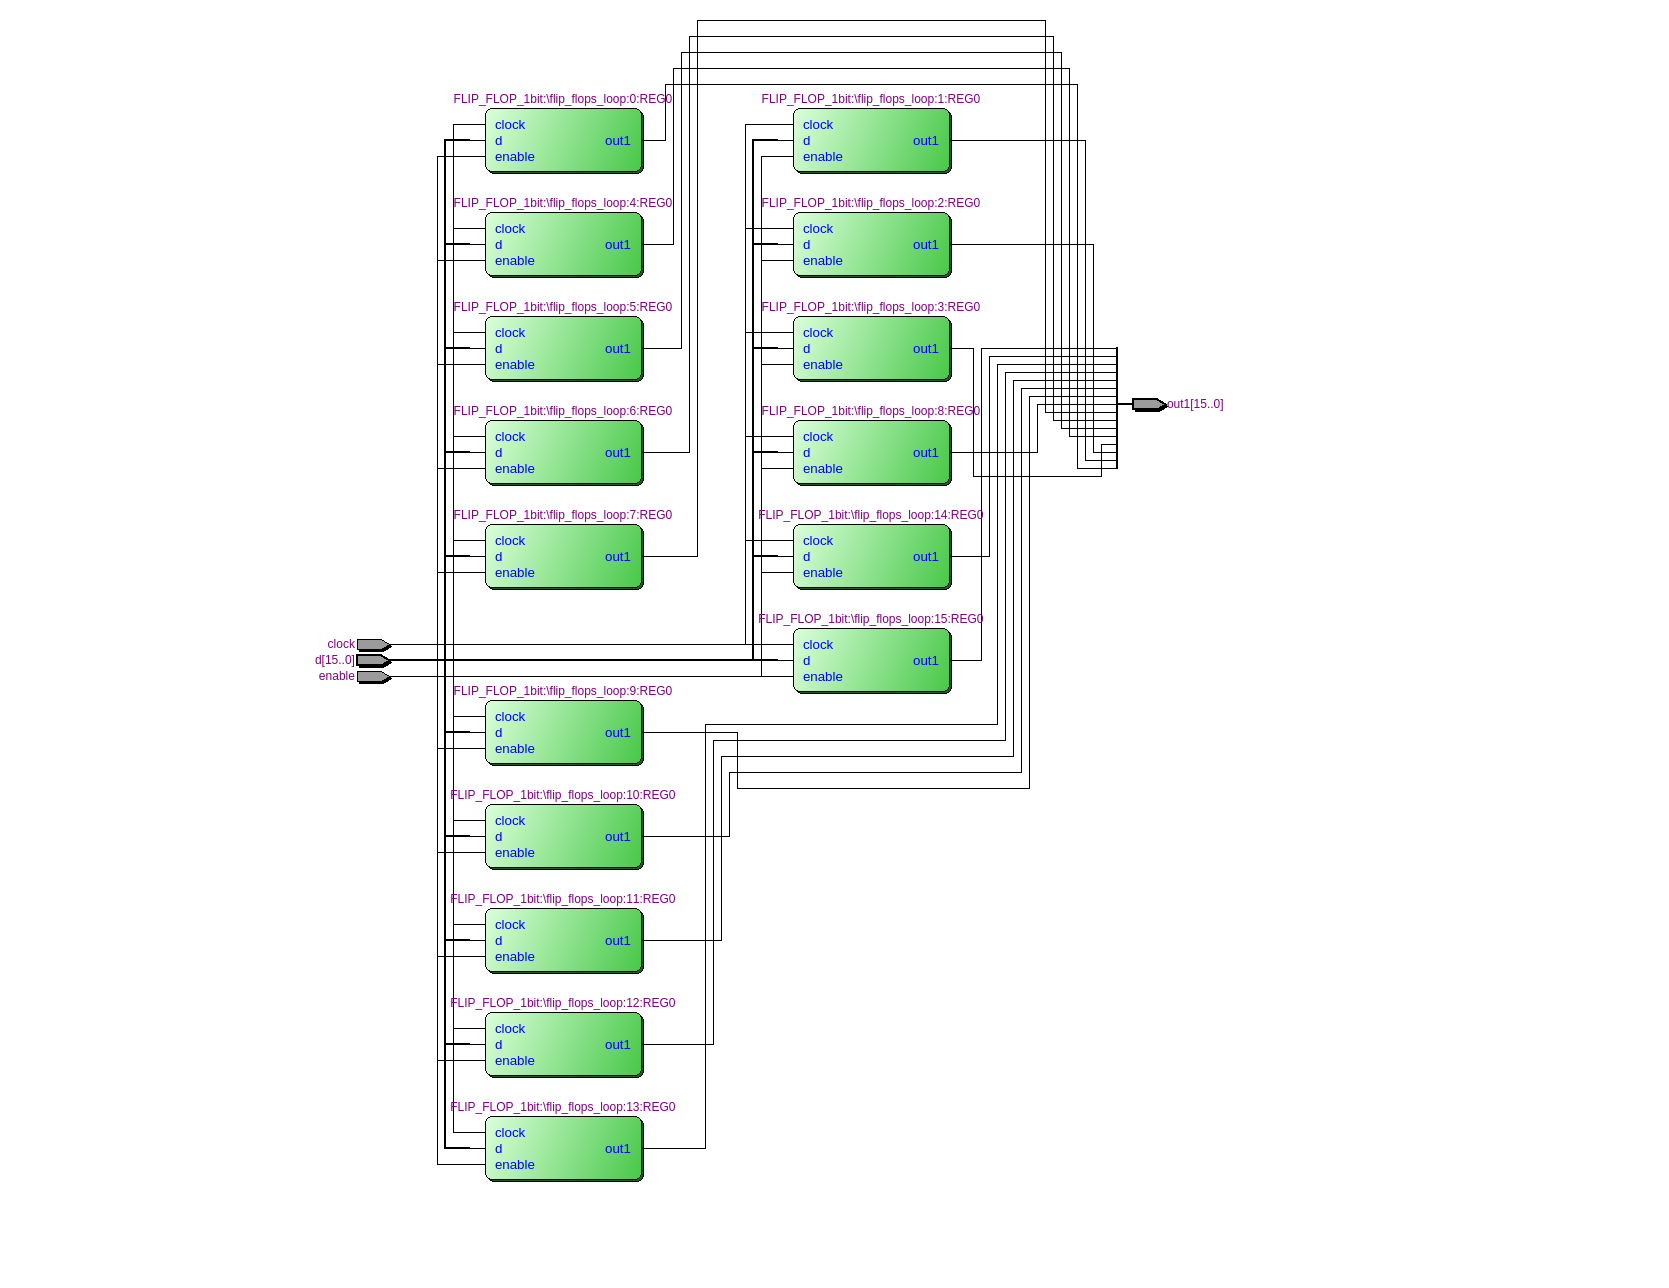 FLIP_FLOP_1bit:\flip_flops_loop:0:REG0
clock
d
enable
out1
FLIP_FLOP_1bit:\flip_flops_loop:4:REG0
clock
d
enable
out1
FLIP_FLOP_1bit:\flip_flops_loop:5:REG0
clock
d
enable
out1
FLIP_FLOP_1bit:\flip_flops_loop:6:REG0
clock
d
enable
out1
FLIP_FLOP_1bit:\flip_flops_loop:7:REG0
clock
d
enable
out1
FLIP_FLOP_1bit:\flip_flops_loop:1:REG0
clock
d
enable
out1
FLIP_FLOP_1bit:\flip_flops_loop:2:REG0
clock
d
enable
out1
FLIP_FLOP_1bit:\flip_flops_loop:3:REG0
clock
d
enable
out1
FLIP_FLOP_1bit:\flip_flops_loop:8:REG0
clock
d
enable
out1
FLIP_FLOP_1bit:\flip_flops_loop:14:REG0
clock
d
enable
out1
FLIP_FLOP_1bit:\flip_flops_loop:15:REG0
clock
d
enable
out1
out1[15..0]
clock
d[15..0]
enable
FLIP_FLOP_1bit:\flip_flops_loop:9:REG0
clock
d
enable
out1
FLIP_FLOP_1bit:\flip_flops_loop:10:REG0
clock
d
enable
out1
FLIP_FLOP_1bit:\flip_flops_loop:11:REG0
clock
d
enable
out1
FLIP_FLOP_1bit:\flip_flops_loop:12:REG0
clock
d
enable
out1
FLIP_FLOP_1bit:\flip_flops_loop:13:REG0
clock
d
enable
out1